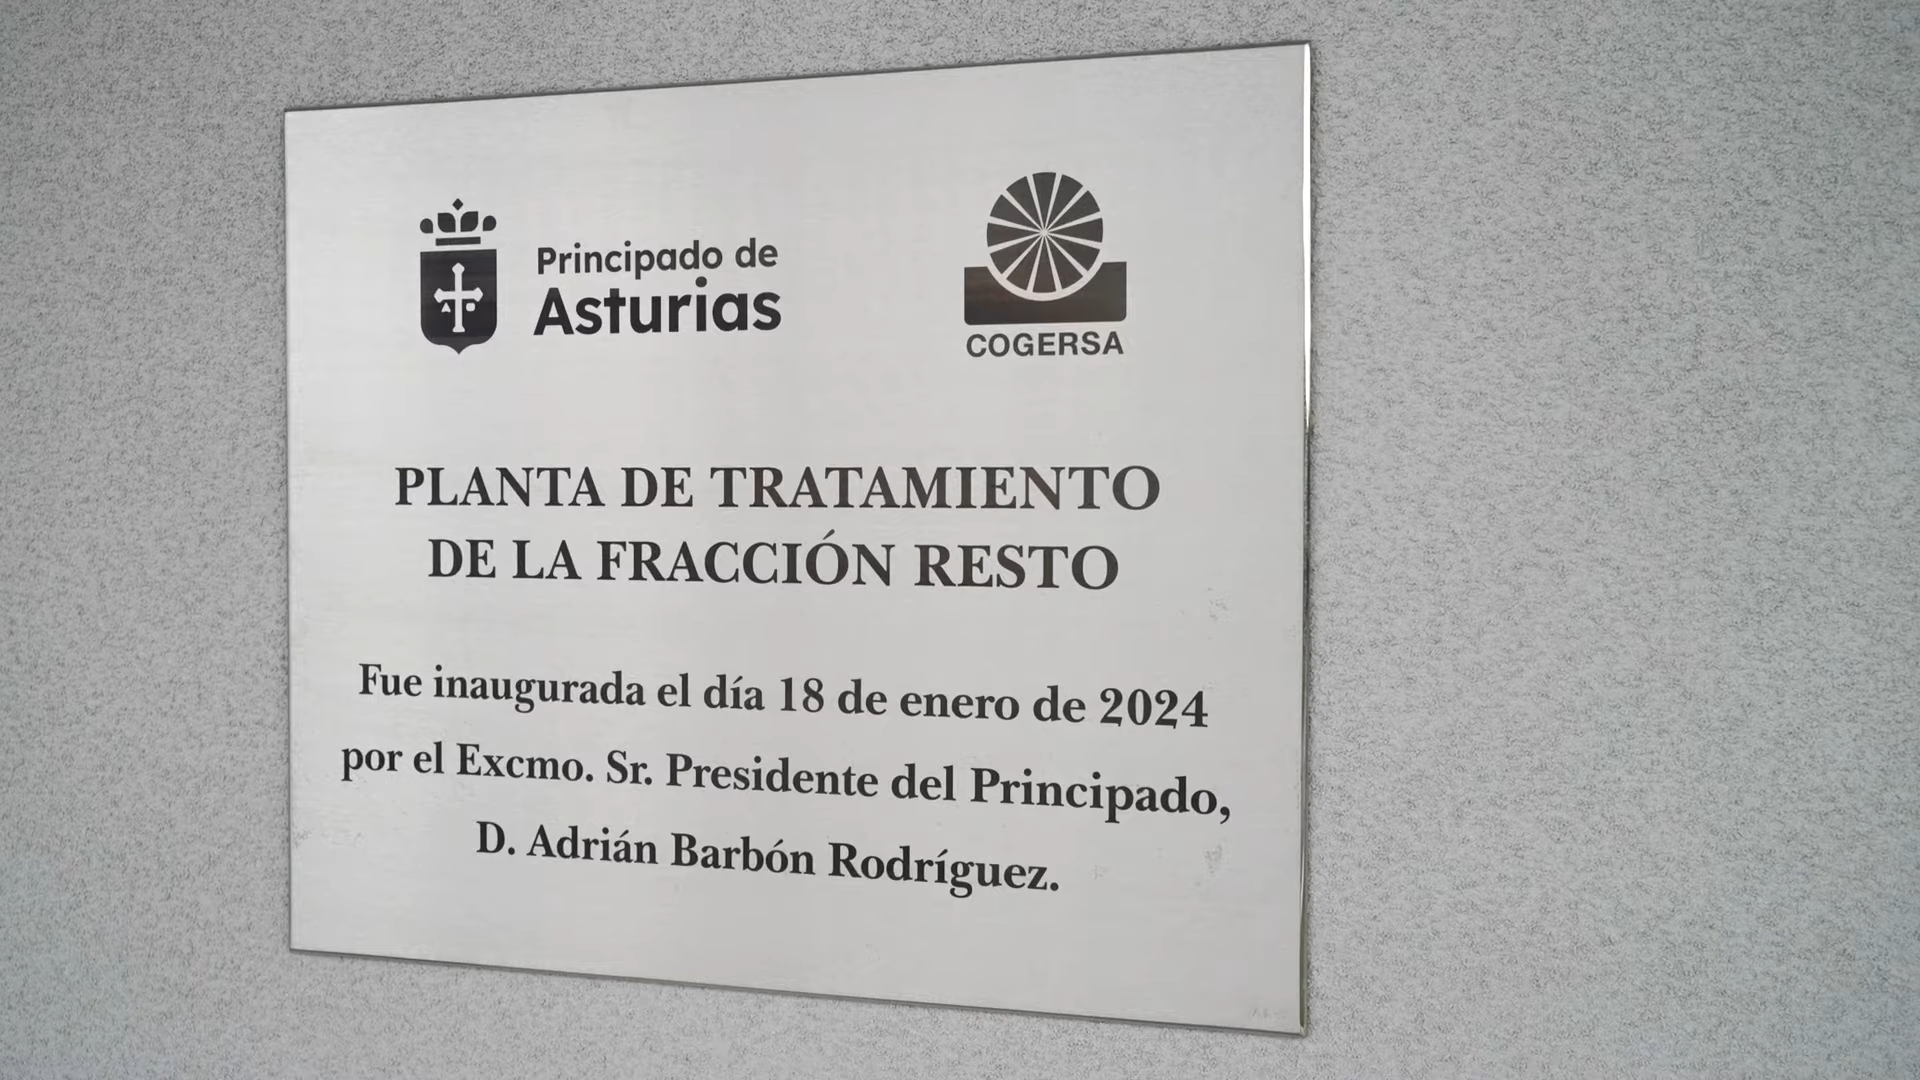 Principado de
Asturias
COGERSA
PLANTA DE TRATAMIENTO
DE LA FRACCIÓN RESTO
Fue inaugurada el día 18 de enero de 2024
por el Excmo. Sr. Presidente del Principado,
D. Adrián Barbón Rodríguez.